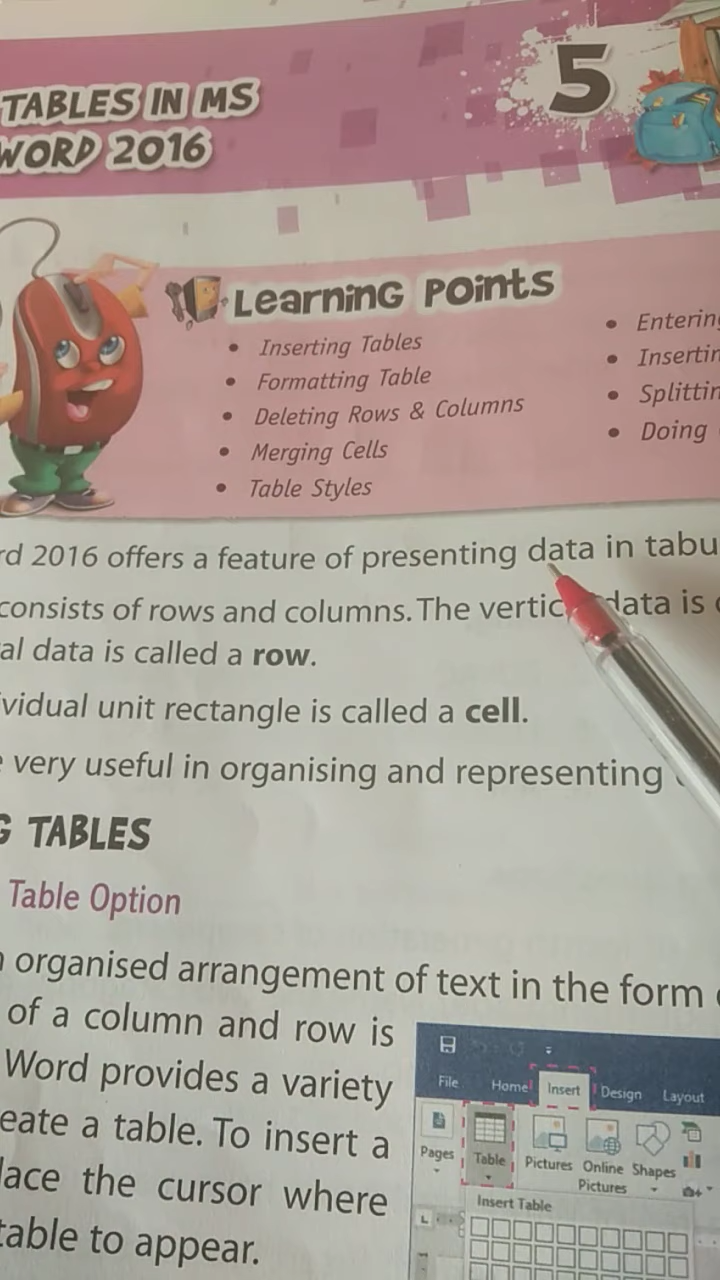 TABLES IN MS
WORD 2016
5
Learning Points
• Inserting Tables
• Formatting Table
• Deleting Rows & Columns
• Merging Cells
• Table Styles
• Entering
• Insertin
• Splittin
• Doing
rd 2016 offers a feature of presenting data in tabu
consists of rows and columns. The vertic data is
al data is called a row.
vidual unit rectangle is called a cell.
e very useful in organising and representing
G TABLES
Table Option
n organised arrangement of text in the form
of a column and row is
Word provides a variety
eate a table. To insert a
lace the cursor where
table to appear.
File Home Insert Design Layout
Pages Table Pictures Online Pictures Shapes
Insert Table
L